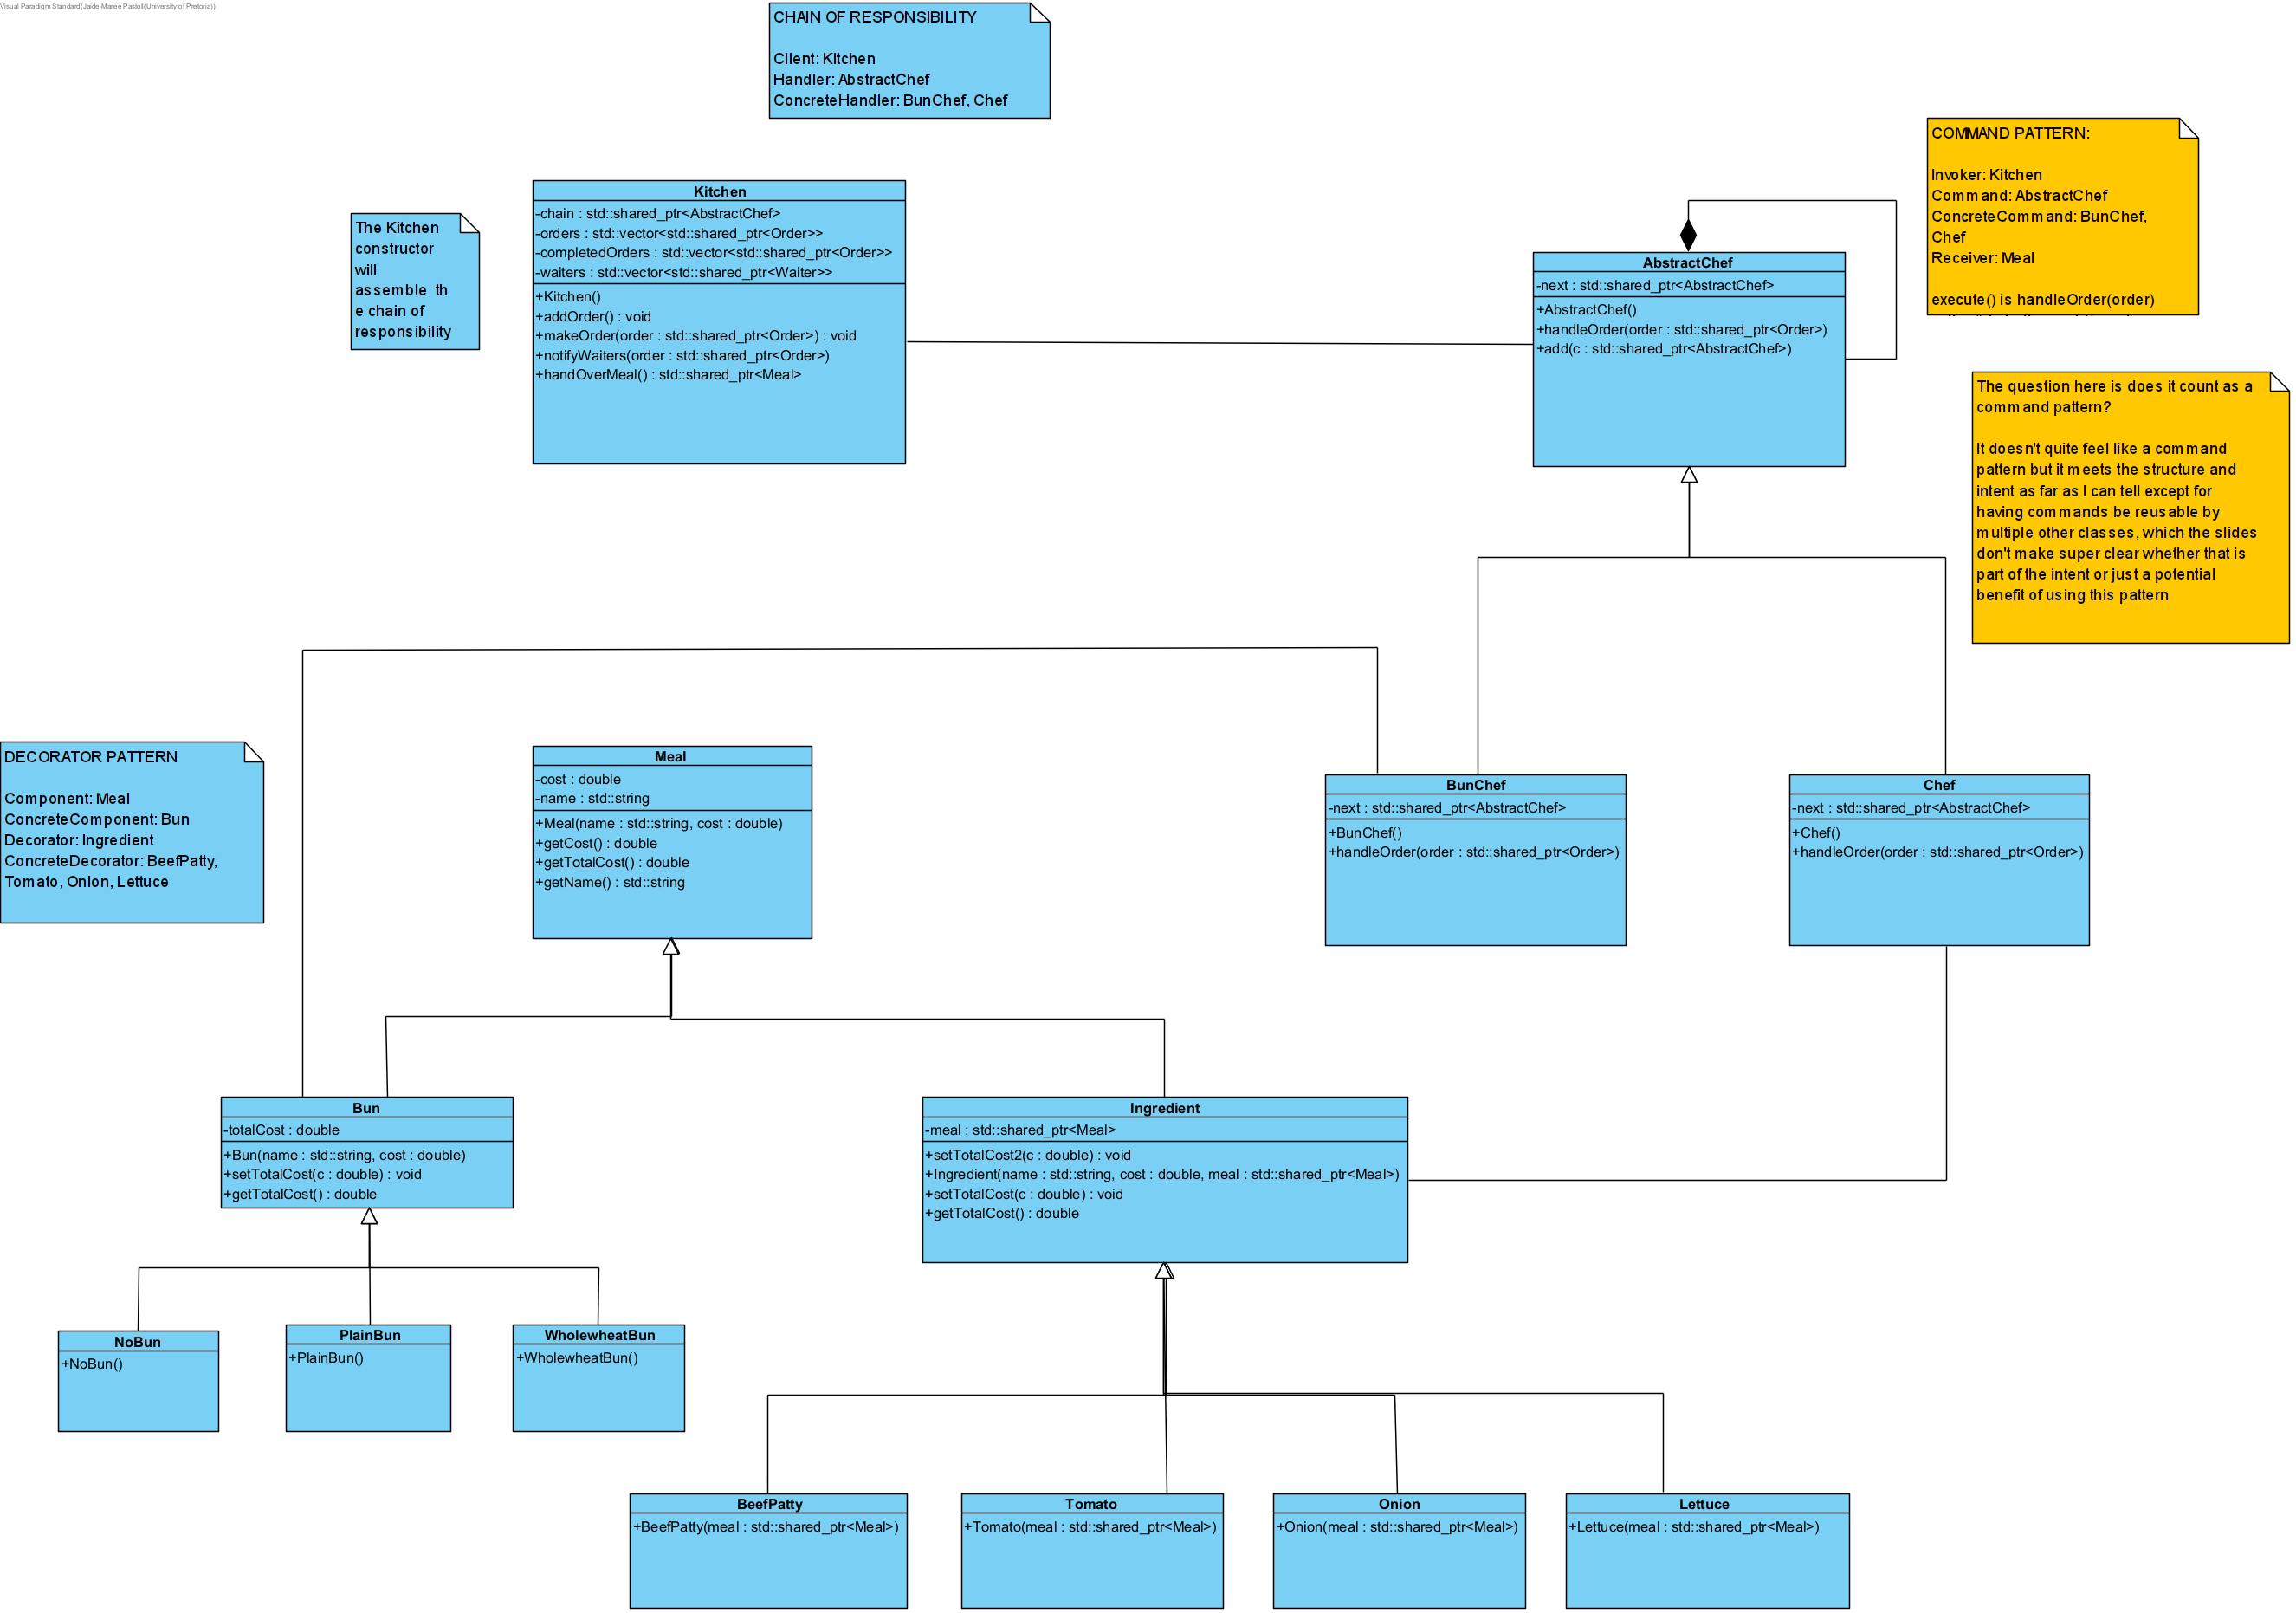 Visual Paradigm Standard(Jaide-Maree Pastoll(University of Pretoria))
CHAIN OF RESPONSIBILITY
Client: Kitchen
Handler: AbstractChef
ConcreteHandler: BunChef, Chef
COMMAND PATTERN:
Invoker: Kitchen
Command: AbstractChef
ConcreteCommand: BunChef,
Chef
Receiver: Meal
execute() is handleOrder(order)
The Kitchen
constructor
will
assemble th
e chain of
responsibility
Kitchen
-chain : std::shared_ptr<AbstractChef>
-orders : std::vector<std::shared_ptr<Order>>
-completedOrders : std::vector<std::shared_ptr<Order>>
-waiters : std::vector<std::shared_ptr<Waiter>>
+Kitchen()
+addOrder() : void
+makeOrder(order : std::shared_ptr<Order>) : void
+notifyWaiters(order : std::shared_ptr<Order>)
+handOverMeal() : std::shared_ptr<Meal>
AbstractChef
-next : std::shared_ptr<AbstractChef>
+AbstractChef()
+handleOrder(order : std::shared_ptr<Order>)
+add(c : std::shared_ptr<AbstractChef>)
The question here is does it count as a
command pattern?
It doesn't quite feel like a command
pattern but it meets the structure and
intent as far as I can tell except for
having commands be reusable by
multiple other classes, which the slides
don't make super clear whether that is
part of the intent or just a potential
benefit of using this pattern
DECORATOR PATTERN
Component: Meal
ConcreteComponent: Bun
Decorator: Ingredient
ConcreteDecorator: BeefPatty,
Tomato, Onion, Lettuce
Meal
-cost : double
-name : std::string
+Meal(name : std::string, cost : double)
+getCost() : double
+getTotalCost() : double
+getName() : std::string
BunChef
-next : std::shared_ptr<AbstractChef>
+BunChef()
+handleOrder(order : std::shared_ptr<Order>)
Chef
-next : std::shared_ptr<AbstractChef>
+Chef()
+handleOrder(order : std::shared_ptr<Order>)
Bun
-totalCost : double
+Bun(name : std::string, cost : double)
+setTotalCost(c : double) : void
+getTotalCost() : double
Ingredient
-meal : std::shared_ptr<Meal>
+setTotalCost2(c : double) : void
+Ingredient(name : std::string, cost : double, meal : std::shared_ptr<Meal>)
+setTotalCost(c : double) : void
+getTotalCost() : double
NoBun
+NoBun()
PlainBun
+PlainBun()
WholewheatBun
+WholewheatBun()
BeefPatty
+BeefPatty(meal : std::shared_ptr<Meal>)
Tomato
+Tomato(meal : std::shared_ptr<Meal>)
Onion
+Onion(meal : std::shared_ptr<Meal>)
Lettuce
+Lettuce(meal : std::shared_ptr<Meal>)